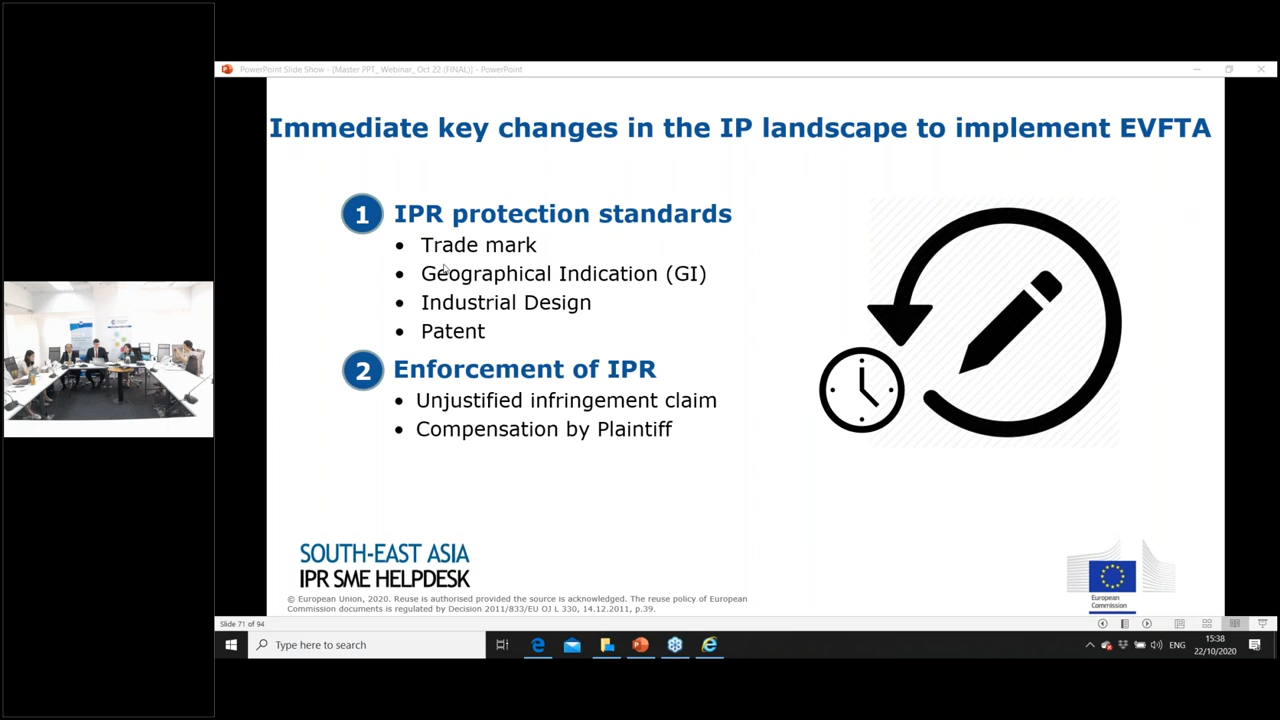 PowerPoint Slide Show - [Master PPT_ Webinar_ Oct 22 (FINAL)] - PowerPoint
Immediate key changes in the IP landscape to implement EVFTA
1 IPR protection standards
• Trade mark
• Geographical Indication (GI)
• Industrial Design
• Patent
2 Enforcement of IPR
• Unjustified infringement claim
• Compensation by Plaintiff
SOUTH-EAST ASIA
IPR SME HELPDESK
© European Union, 2020. Reuse is authorised provided the source is acknowledged. The reuse policy of European
Commission documents is regulated by Decision 2011/833/EU OJ L 330, 14.12.2011, p.39.
European
Commission
Slide 71 of 94
Type here to search
ENG
15:38
22/10/2020